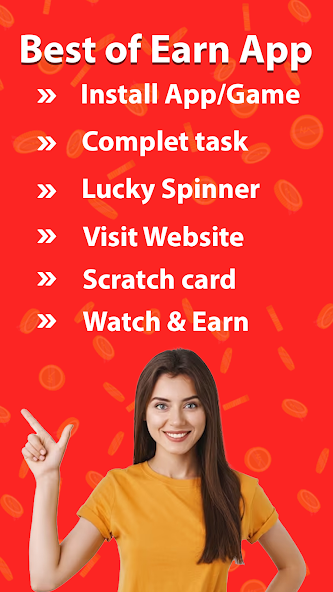 Best of Earn App
» Install App/Game
» Complet task
» Lucky Spinner
» Visit Website
» Scratch card
» Watch & Earn